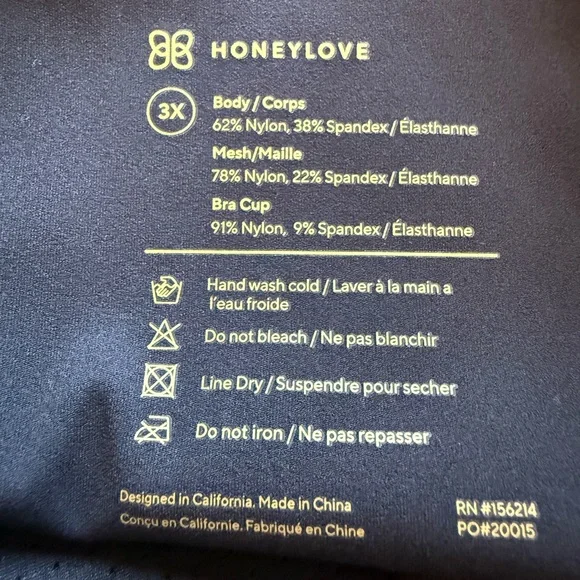 HONEYLOVE
3X
Body / Corps
62% Nylon, 38% Spandex / Élasthanne
Mesh/Maille
78% Nylon, 22% Spandex / Élasthanne
Bra Cup
91% Nylon, 9% Spandex / Élasthanne
Hand wash cold / Laver à la main a
l'eau froide
Do not bleach / Ne pas blanchir
Line Dry / Suspendre pour secher
Do not iron / Ne pas repasser
Designed in California. Made in China
Conçu en Californie. Fabriqué en Chine
RN #156214
PO#20015